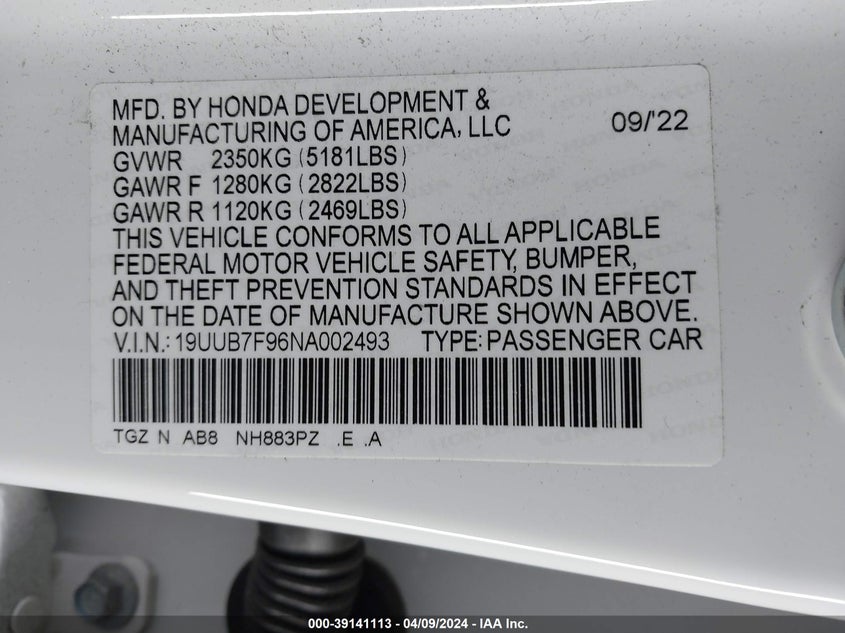 MFD. BY HONDA DEVELOPMENT &
MANUFACTURING OF AMERICA, LLC 09/'22
GVWR 2350KG (5181LBS)
GAWR F 1280KG (2822LBS)
GAWR R 1120KG (2469LBS)
THIS VEHICLE CONFORMS TO ALL APPLICABLE
FEDERAL MOTOR VEHICLE SAFETY, BUMPER,
AND THEFT PREVENTION STANDARDS IN EFFECT
ON THE DATE OF MANUFACTURE SHOWN ABOVE.
V.I.N.: 19UUB7F96NA002493 TYPE: PASSENGER CAR
TGZ N AB8 NH883PZ .E .A
000-39141113 - 04/09/2024 - IAA Inc.